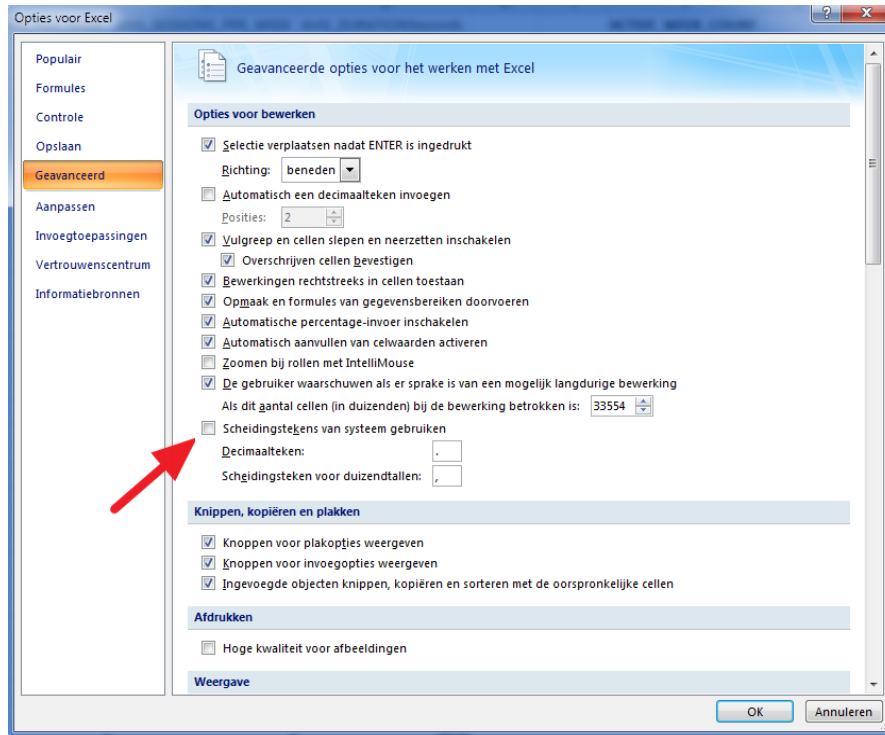 Opties voor Excel
Populair
Formules
Controle
Opslaan
Geavanceerd
Aanpassen
Invoegtoepassingen
Vertrouwenscentrum
Informatiebronnen
Geavanceerde opties voor het werken met Excel
Opties voor bewerken
Selectie verplaatsen nadat ENTER is ingedrukt
Richting: beneden
Automatisch een decimaalteken invoegen
Posities: 2
Vulgreep en cellen slepen en neerzetten inschakelen
Overschrijven cellen bevestigen
Bewerkingen rechtstreeks in cellen toestaan
Opmaak en formules van gegevensbereiken doorvoeren
Automatische percentage-invoer inschakelen
Automatisch aanvullen van celwaarden activeren
Zoomen bij rollen met IntelliMouse
De gebruiker waarschuwen als er sprake is van een mogelijk langdurige bewerking
Als dit aantal cellen (in duizenden) bij de bewerking betrokken is: 33554
Scheidingstekens van systeem gebruiken
Decimaalteken: .
Scheidingsteken voor duizendtallen: ,
Knippen, kopiëren en plakken
Knoppen voor plakopties weergeven
Knoppen voor invoegopties weergeven
Ingevoegde objecten knippen, kopiëren en sorteren met de oorspronkelijke cellen
Afdrukken
Hoge kwaliteit voor afbeeldingen
Weergave
OK
Annuleren